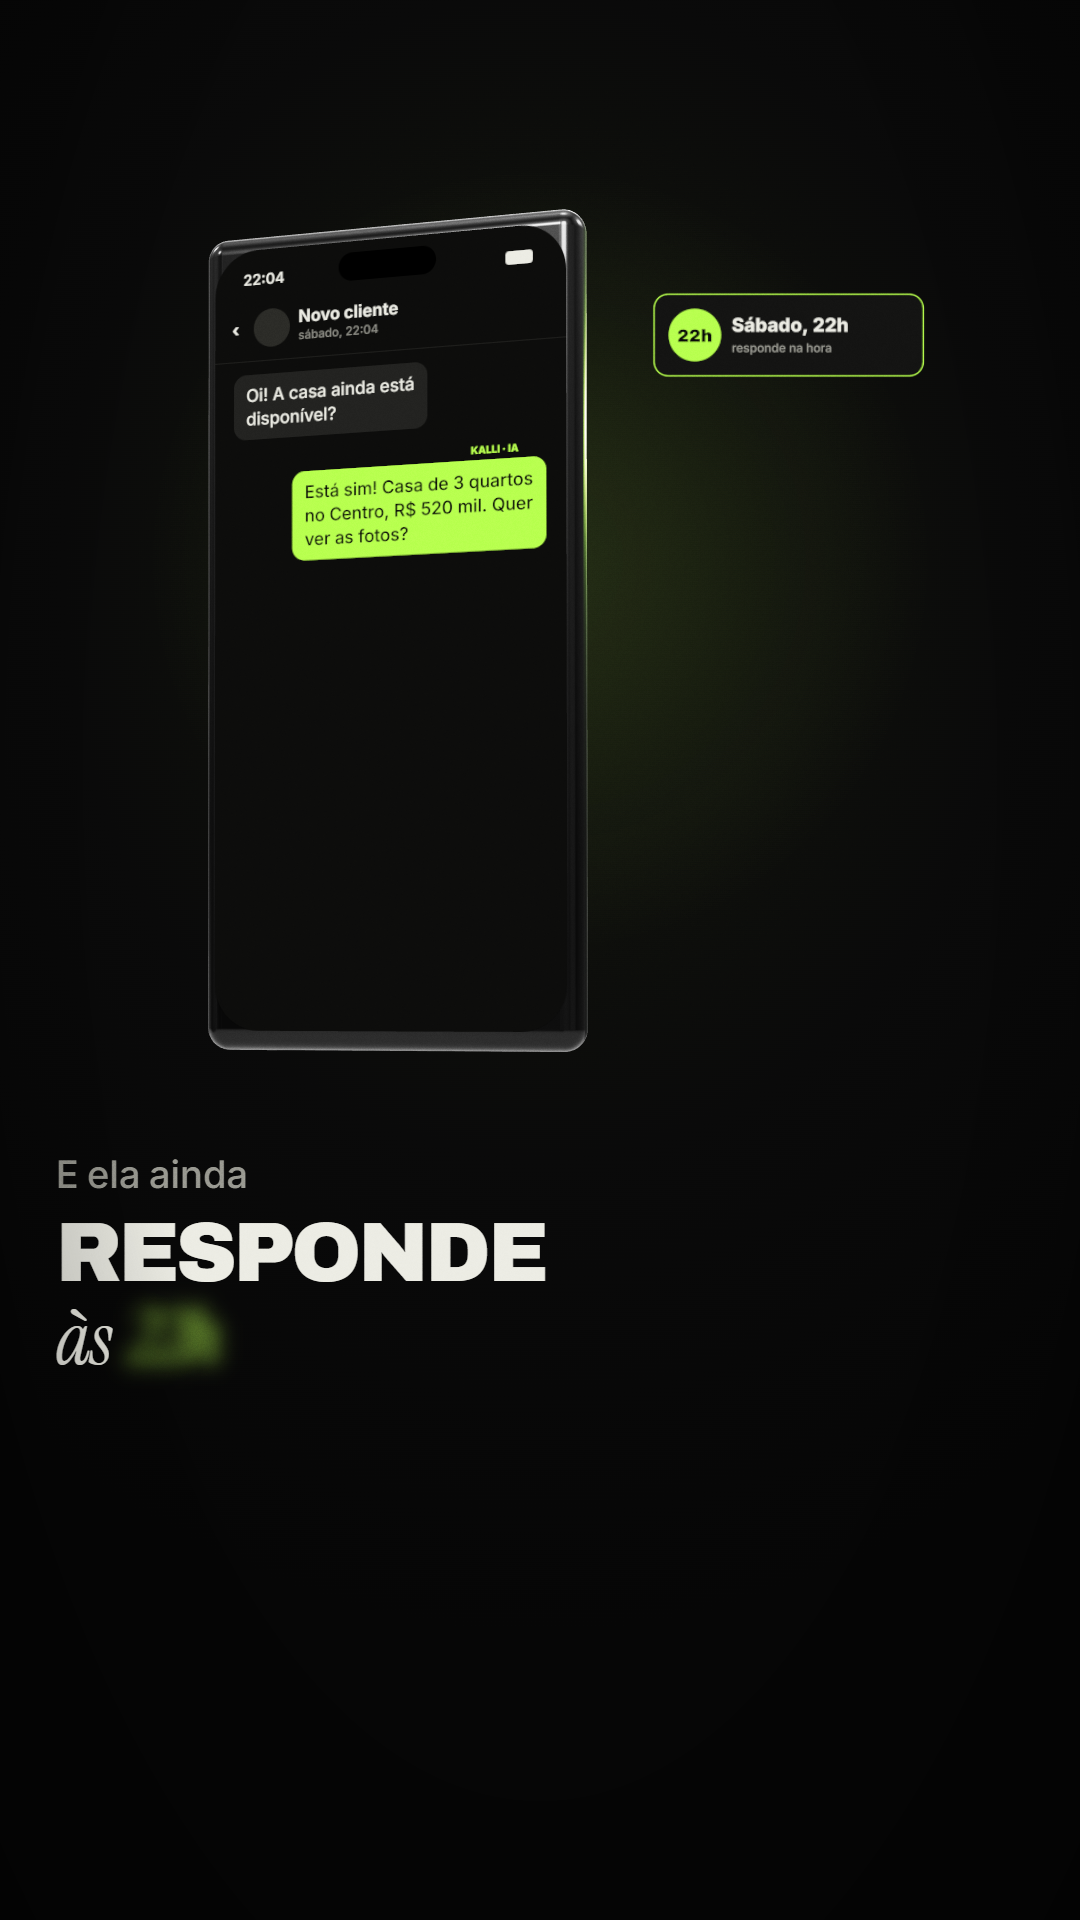 22:04
Novo cliente
sábado, 22:04
Oi! A casa ainda está
disponível?
KALLI · IA
Está sim! Casa de 3 quartos
no Centro, R$ 520 mil. Quer
ver as fotos?
22h
Sábado, 22h
responde na hora
E ela ainda
RESPONDE
às